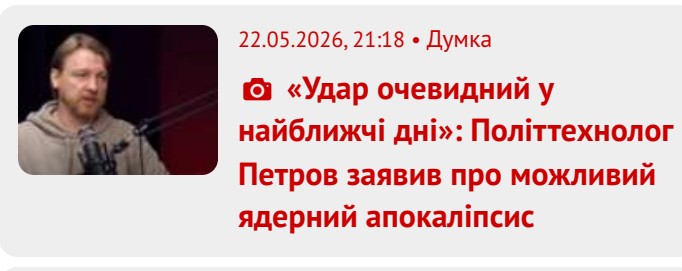 22.05.2026, 21:18 • Думка
«Удар очевидний у
найближчі дні»: Політтехнолог
Петров заявив про можливий
ядерний апокаліпсис